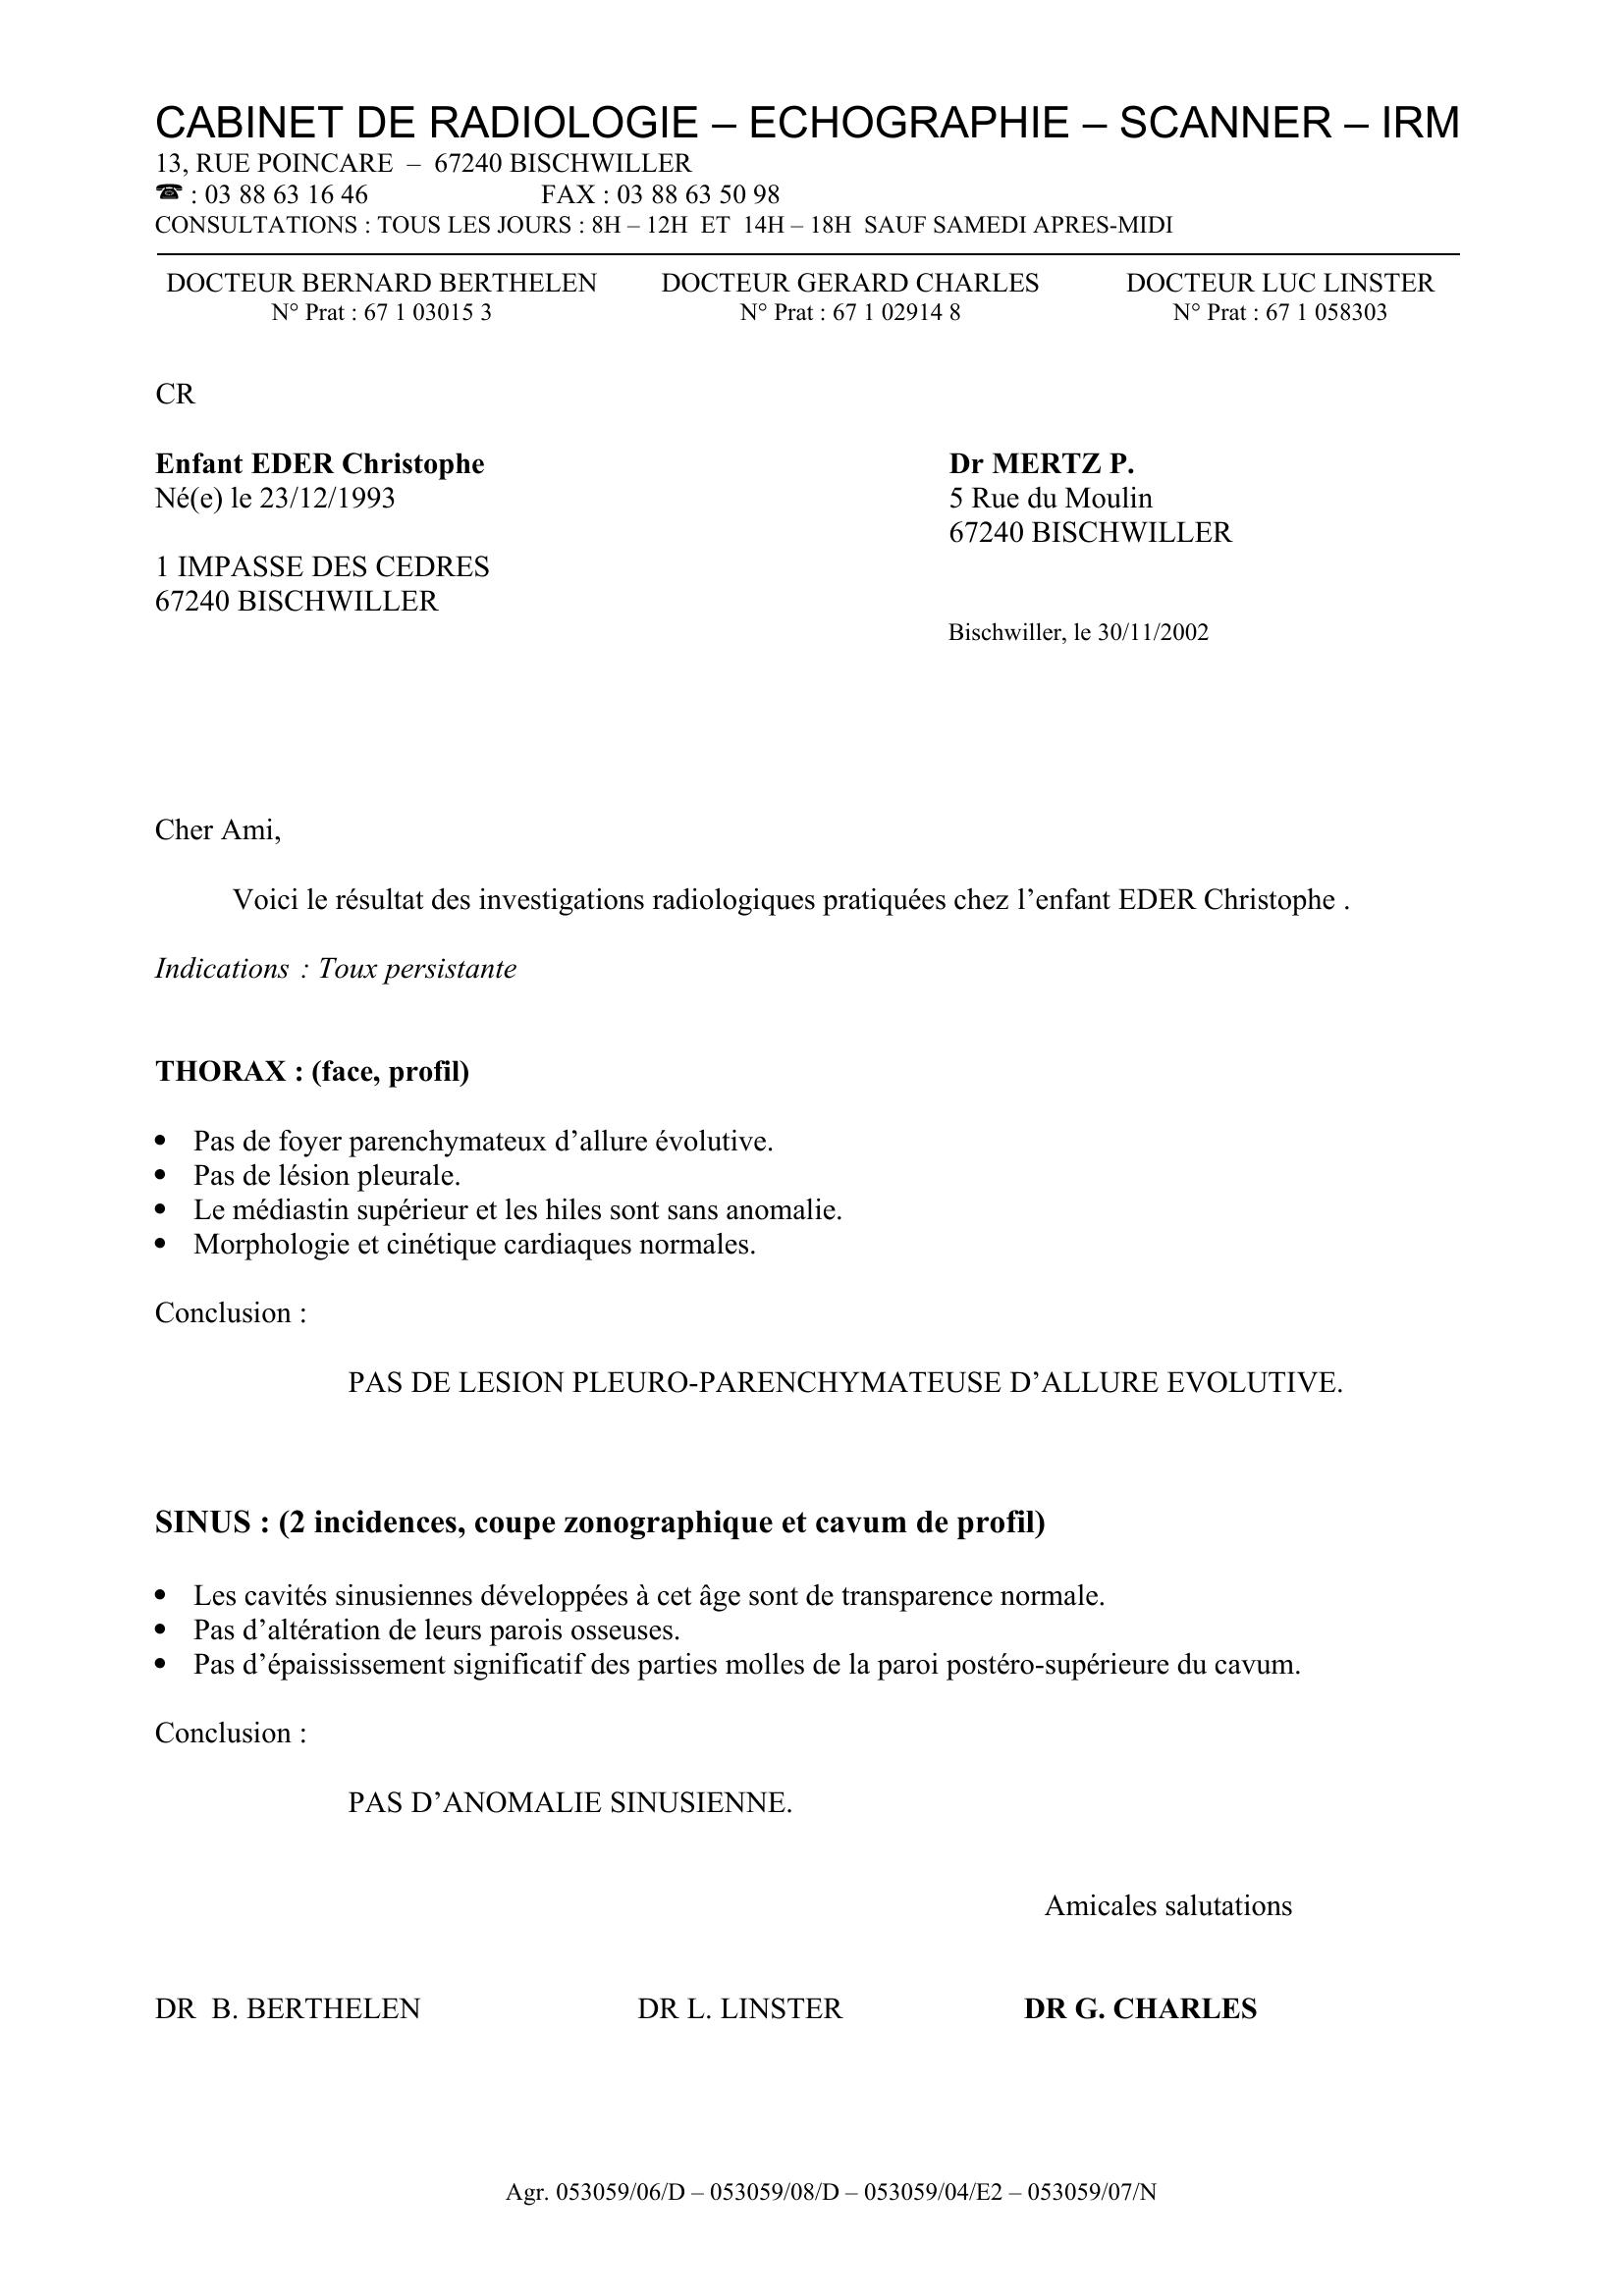 CABINET DE RADIOLOGIE – ECHOGRAPHIE – SCANNER – IRM
13, RUE POINCARE – 67240 BISCHWILLER
☎ : 03 88 63 16 46 FAX : 03 88 63 50 98
CONSULTATIONS : TOUS LES JOURS : 8H – 12H ET 14H – 18H SAUF SAMEDI APRES-MIDI
DOCTEUR BERNARD BERTHELEN DOCTEUR GERARD CHARLES DOCTEUR LUC LINSTER
N° Prat : 67 1 03015 3 N° Prat : 67 1 02914 8 N° Prat : 67 1 058303
CR
Enfant EDER Christophe
Né(e) le 23/12/1993
1 IMPASSE DES CEDRES
67240 BISCHWILLER
Dr MERTZ P.
5 Rue du Moulin
67240 BISCHWILLER
Bischwiller, le 30/11/2002
Cher Ami,
Voici le résultat des investigations radiologiques pratiquées chez l’enfant EDER Christophe .
Indications : Toux persistante
THORAX : (face, profil)
• Pas de foyer parenchymateux d’allure évolutive.
• Pas de lésion pleurale.
• Le médiastin supérieur et les hiles sont sans anomalie.
• Morphologie et cinétique cardiaques normales.
Conclusion :
PAS DE LESION PLEURO-PARENCHYMATEUSE D’ALLURE EVOLUTIVE.
SINUS : (2 incidences, coupe zonographique et cavum de profil)
• Les cavités sinusiennes développées à cet âge sont de transparence normale.
• Pas d’altération de leurs parois osseuses.
• Pas d’épaississement significatif des parties molles de la paroi postéro-supérieure du cavum.
Conclusion :
PAS D’ANOMALIE SINUSIENNE.
Amicales salutations
DR B. BERTHELEN DR L. LINSTER DR G. CHARLES
Agr. 053059/06/D – 053059/08/D – 053059/04/E2 – 053059/07/N